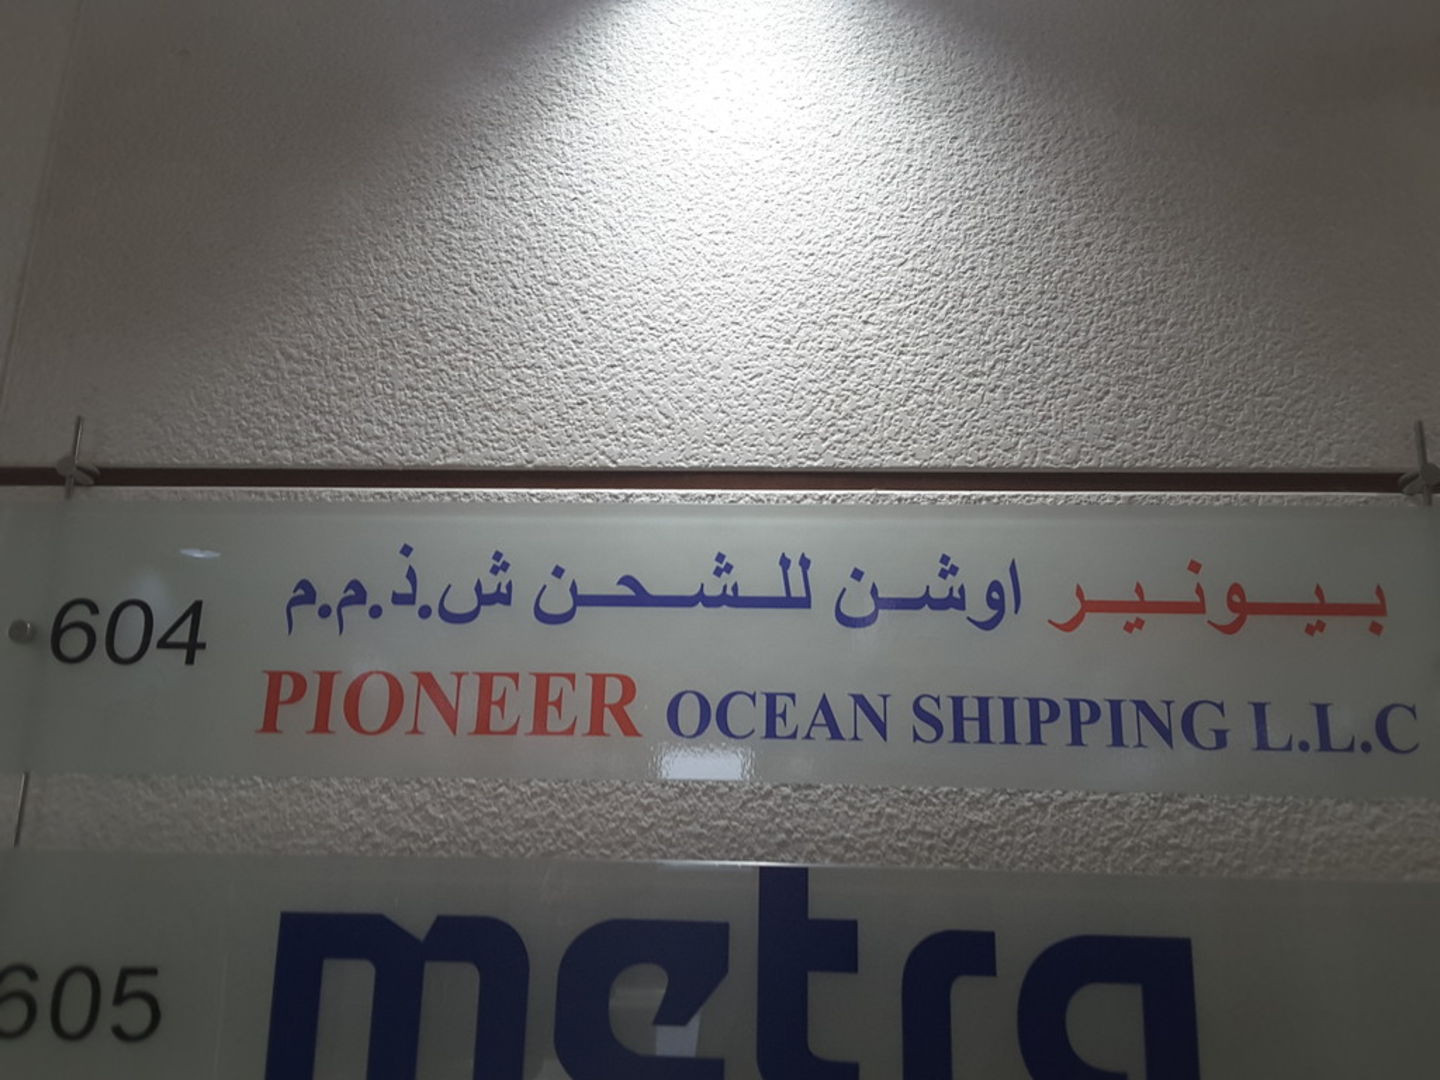 604
بيونير اوشن للشحن ش.ذ.م.م
PIONEER OCEAN SHIPPING L.L.C
605
metra